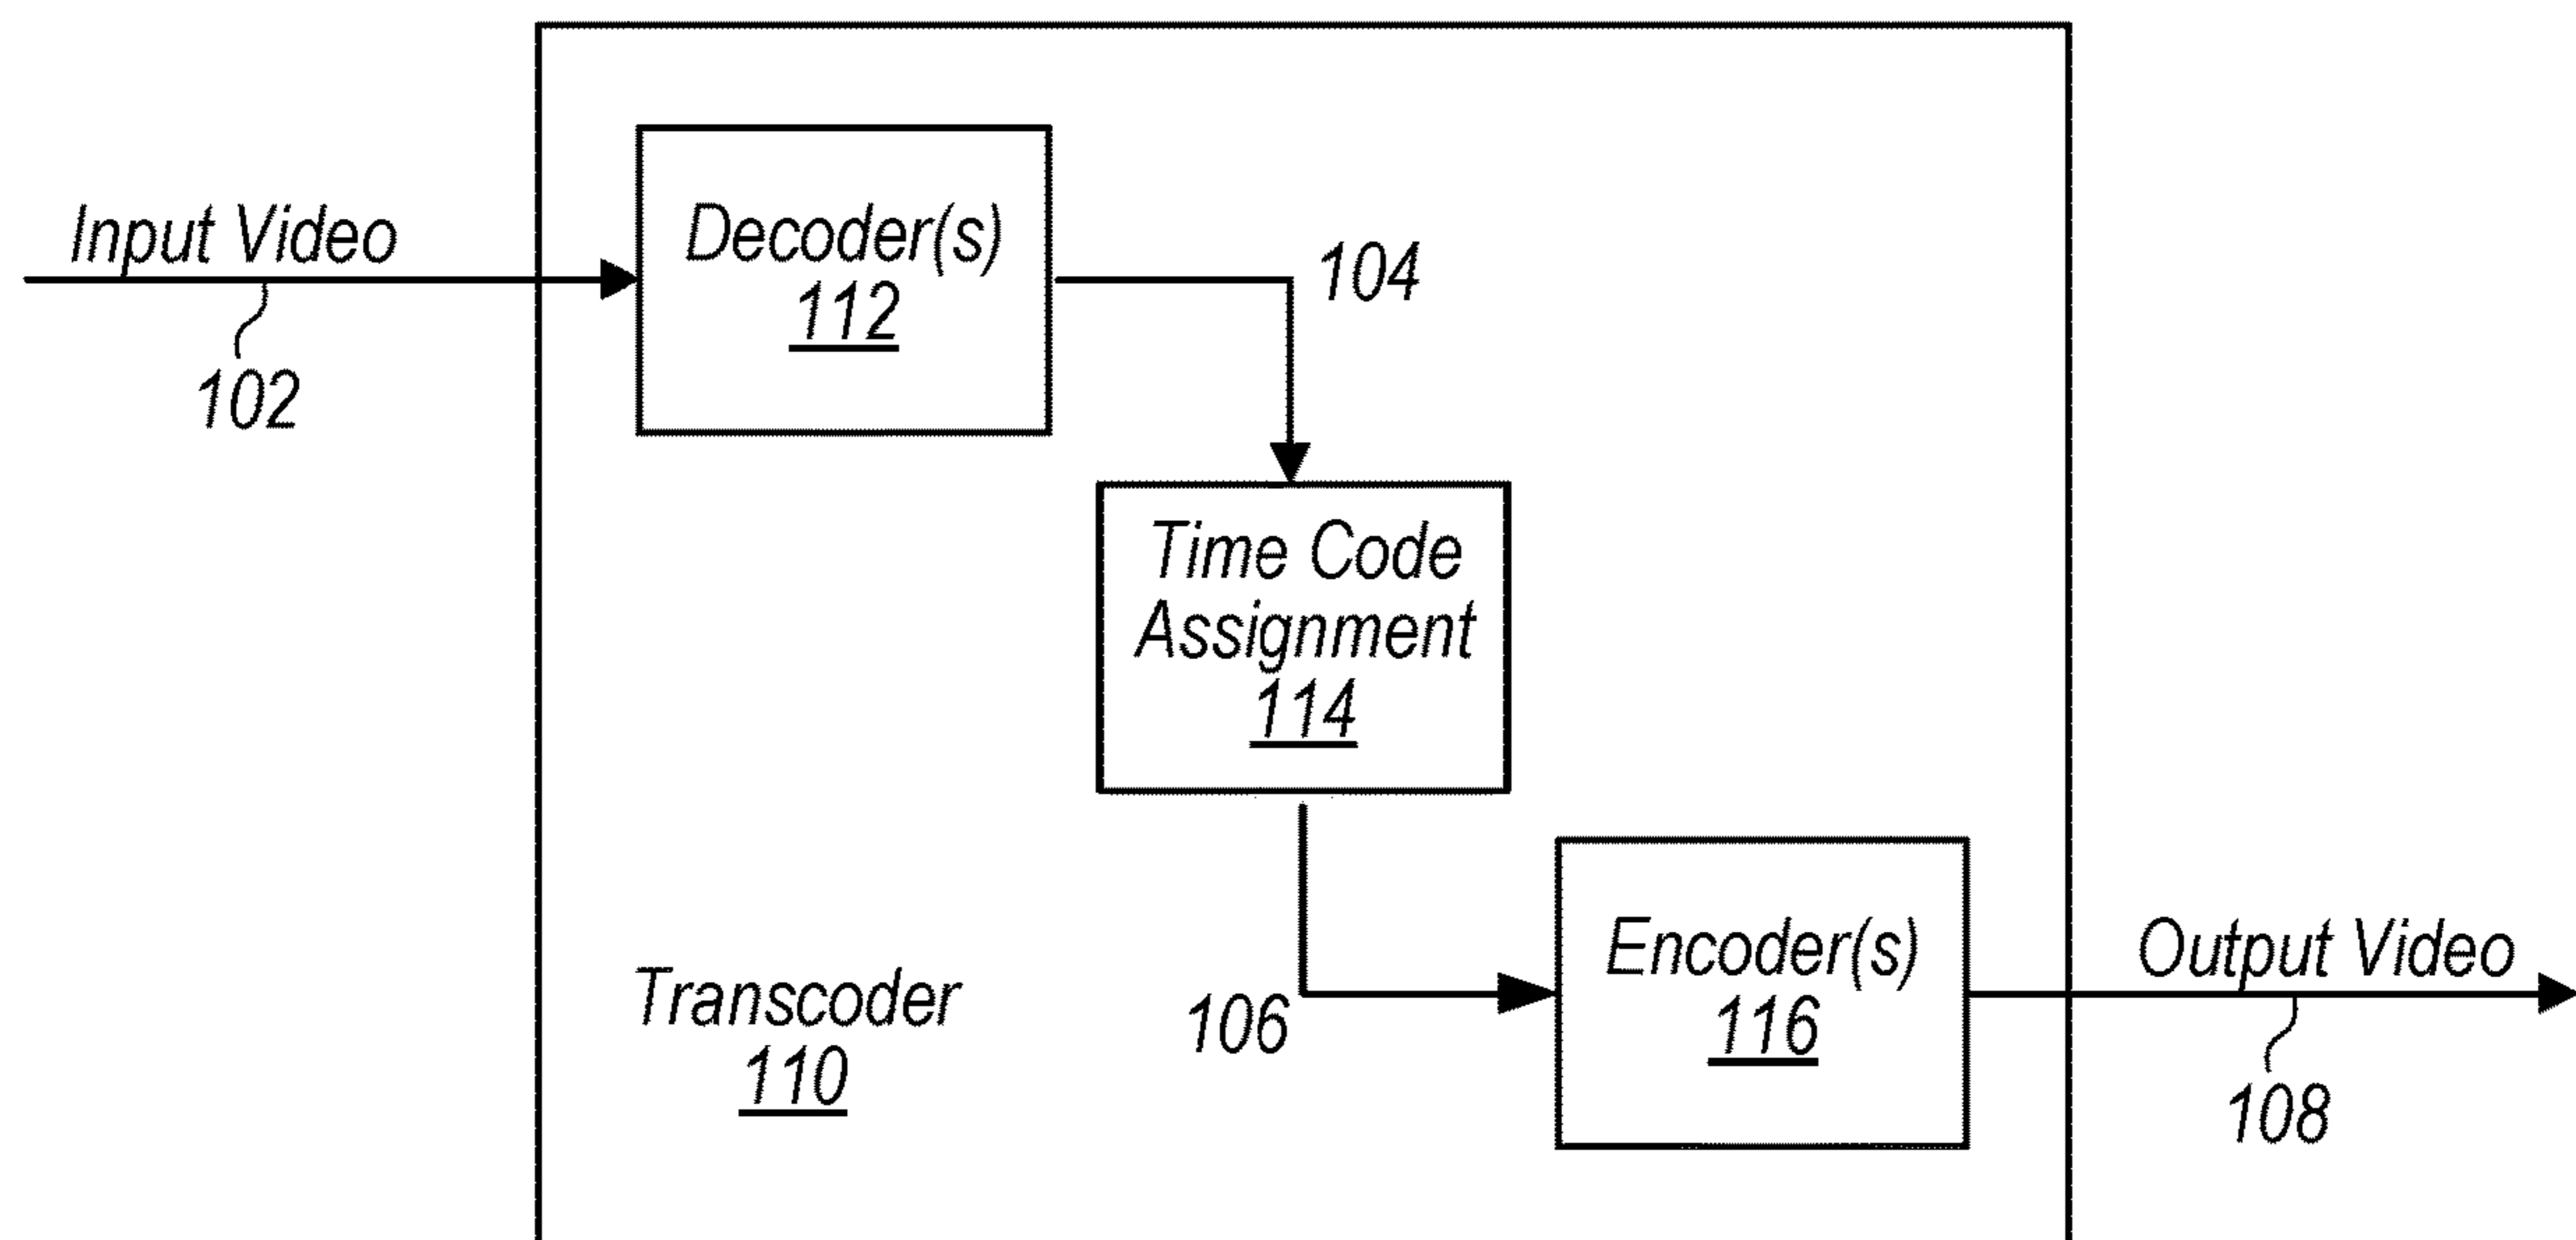 Input Video
102
Decoder(s)
112
104
Time Code
Assignment
114
106
Encoder(s)
116
Output Video
108
Transcoder
110